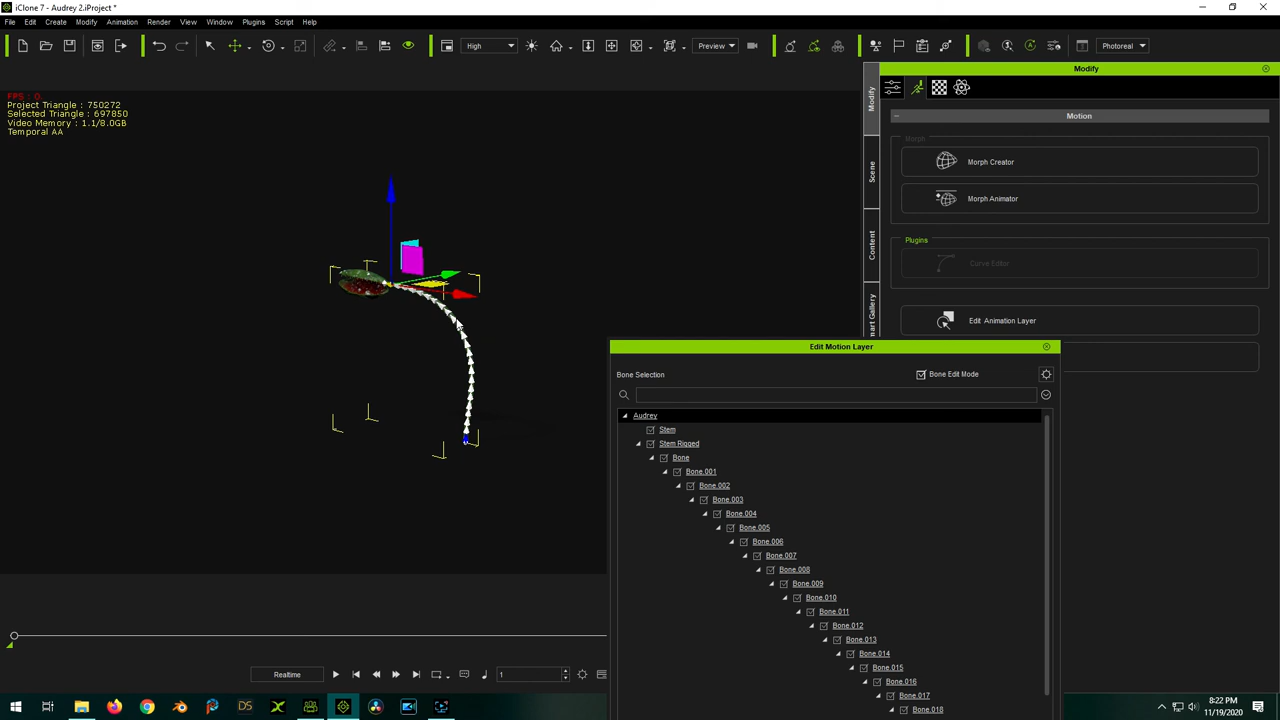 iClone 7 - Audrey 2.iProject *
File Edit Create Modify Animation Render View Window Plugins Script Help
High
Preview
Photoreal
FPS : 0
Project Triangle : 750272
Selected Triangle : 697850
Video Memory : 1.1/8.0GB
Temporal AA
Modify
Modify
Scene
Content
mart Gallery
Motion
Morph
Morph Creator
Morph Animator
Plugins
Curve Editor
Edit Animation Layer
Edit Motion Layer
Bone Selection
Bone Edit Mode
Audrey
Stem
Stem Rigged
Bone
Bone.001
Bone.002
Bone.003
Bone.004
Bone.005
Bone.006
Bone.007
Bone.008
Bone.009
Bone.010
Bone.011
Bone.012
Bone.013
Bone.014
Bone.015
Bone.016
Bone.017
Bone.018
Realtime
1
DS
8:22 PM
11/19/2020